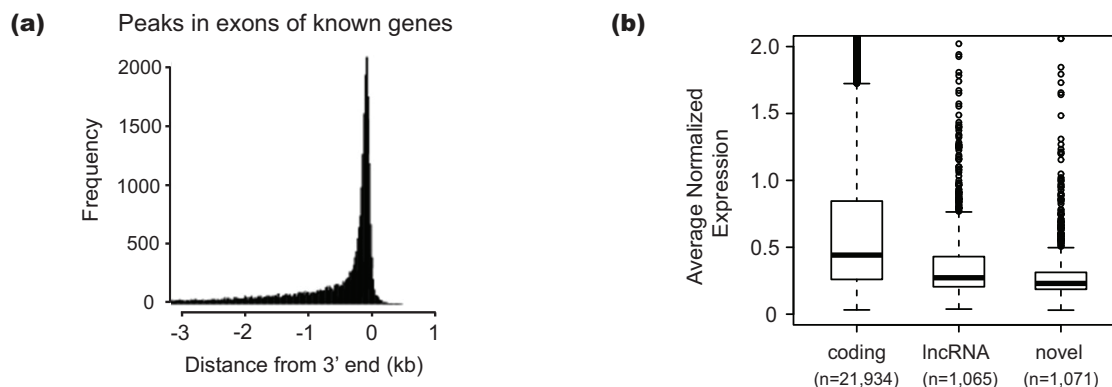 (a)
Peaks in exons of known genes
Frequency
2000
1500
1000
500
0
-3
-2
-1
0
1
Distance from 3’ end (kb)
(b)
Average Normalized
Expression
2.0
1.5
1.0
0.5
0
coding
lncRNA
novel
(n=21,934)
(n=1,065)
(n=1,071)